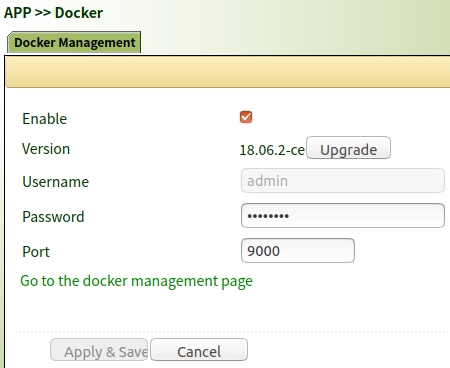 APP >> Docker
Docker Management
Enable
Version 18.06.2-ce Upgrade
Username admin
Password ••••••••
Port 9000
Go to the docker management page
Apply & Save Cancel